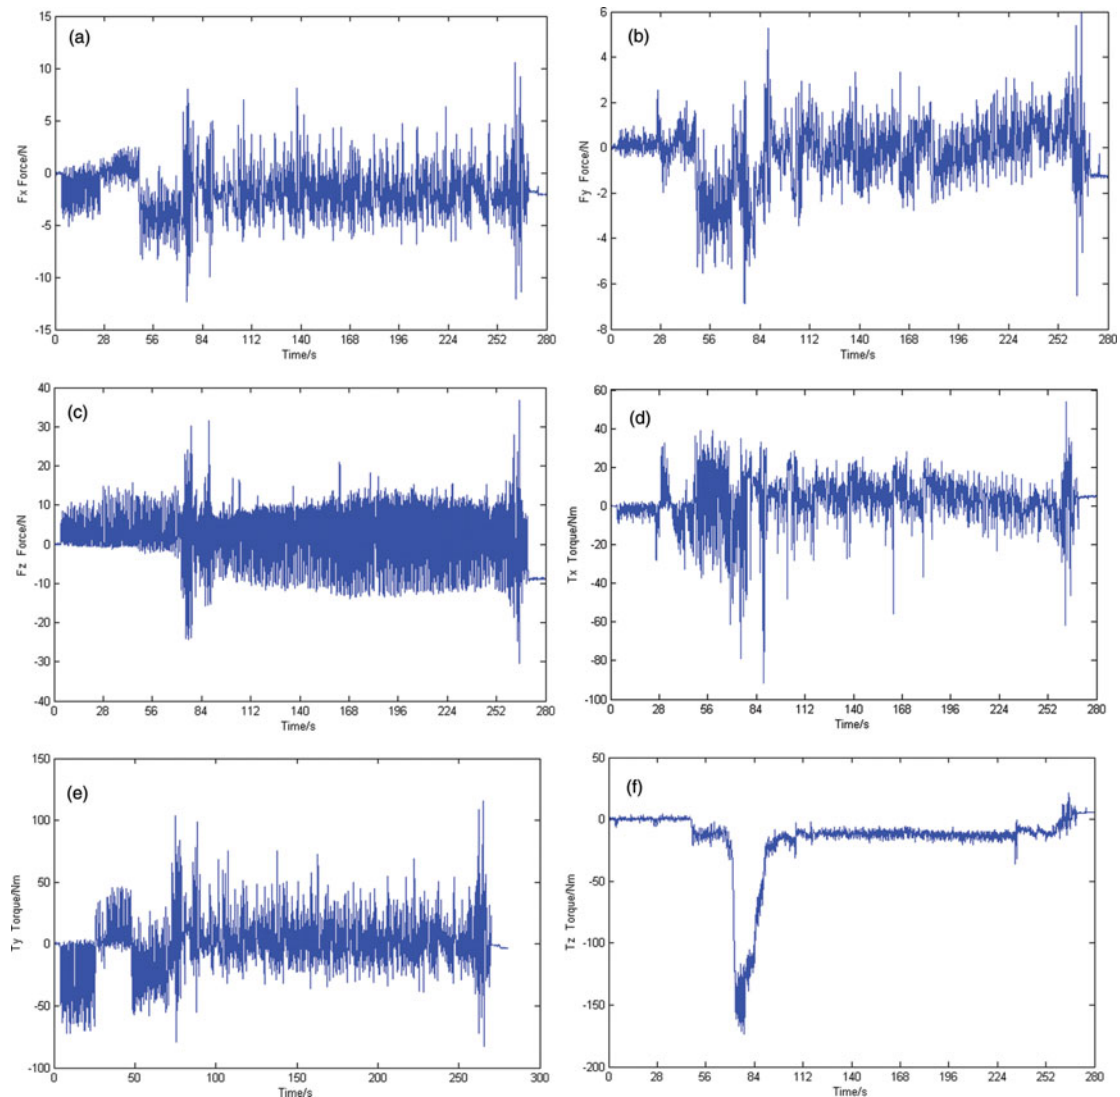 (a)
15
10
5
0
-5
-10
-15
Fx Force/N
0 28 56 84 112 140 168 196 224 252 280
Time/s
(b)
6
4
2
0
-2
-4
-6
-8
Fy Force/N
0 28 56 84 112 140 168 196 224 252 280
Time/s
(c)
40
30
20
10
0
-10
-20
-30
-40
Fz Force/N
0 28 56 84 112 140 168 196 224 252 280
Time/s
(d)
60
40
20
0
-20
-40
-60
-80
-100
Tx Torque/Nm
0 28 56 84 112 140 168 196 224 252 280
Time/s
(e)
150
100
50
0
-50
-100
Ty Torque/Nm
0 50 100 150 200 250 300
Time/s
(f)
50
0
-50
-100
-150
-200
Tz Torque/Nm
0 28 56 84 112 140 168 196 224 252 280
Time/s